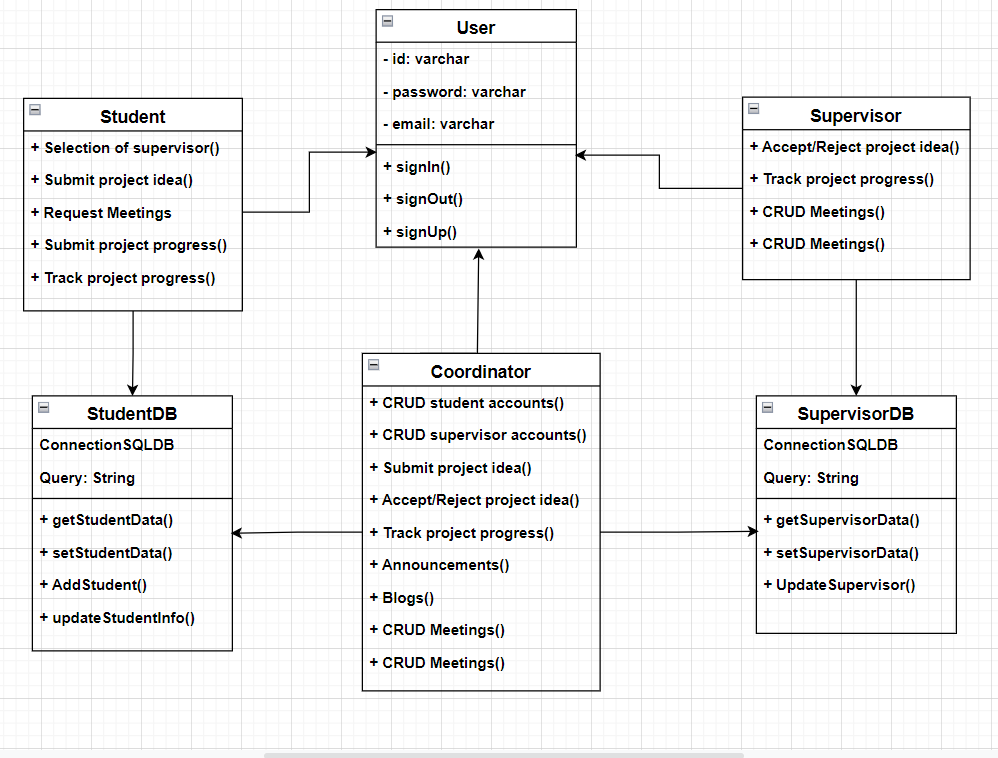 User
- id: varchar
- password: varchar
- email: varchar
+ signIn()
+ signOut()
+ signUp()
Student
+ Selection of supervisor()
+ Submit project idea()
+ Request Meetings
+ Submit project progress()
+ Track project progress()
Supervisor
+ Accept/Reject project idea()
+ Track project progress()
+ CRUD Meetings()
+ CRUD Meetings()
StudentDB
ConnectionSQLDB
Query: String
+ getStudentData()
+ setStudentData()
+ AddStudent()
+ updateStudentInfo()
Coordinator
+ CRUD student accounts()
+ CRUD supervisor accounts()
+ Submit project idea()
+ Accept/Reject project idea()
+ Track project progress()
+ Announcements()
+ Blogs()
+ CRUD Meetings()
+ CRUD Meetings()
SupervisorDB
ConnectionSQLDB
Query: String
+ getSupervisorData()
+ setSupervisorData()
+ UpdateSupervisor()